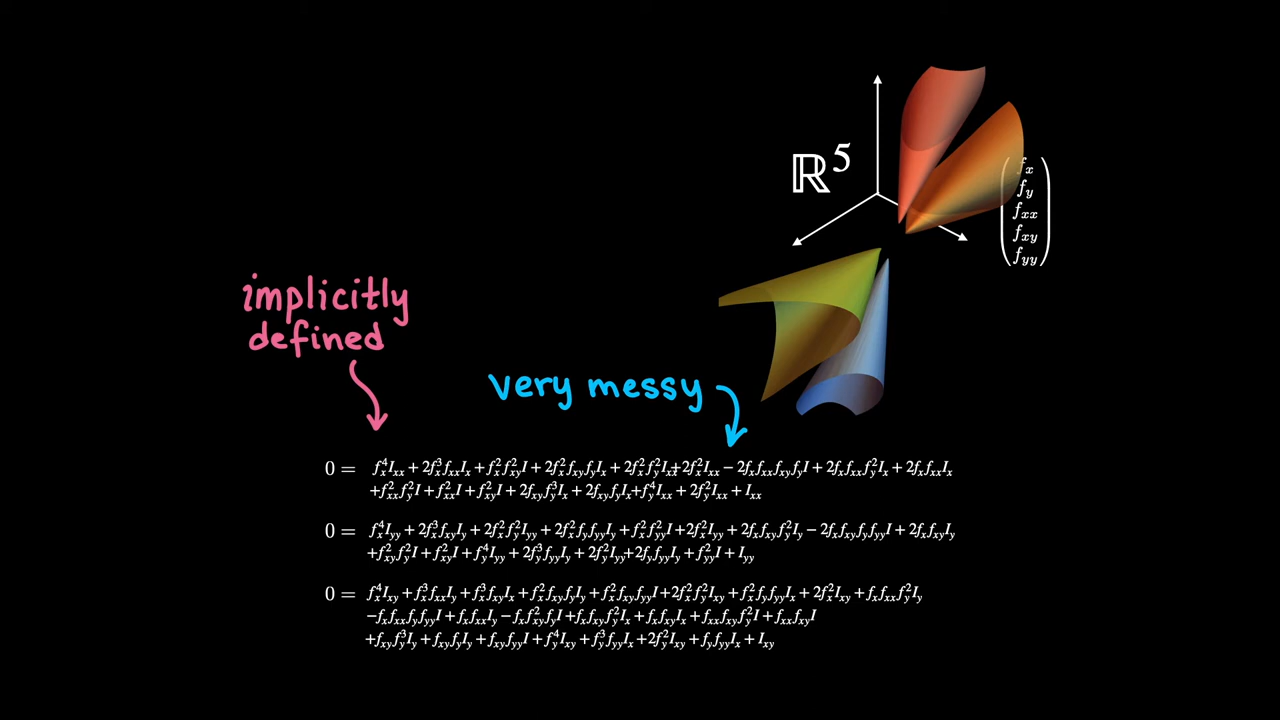 ℝ⁵
f_x
f_y
f_xx
f_xy
f_yy
implicitly
defined
very messy
0 = f_x^4 I_xx + 2f_x^3 f_xx I_x + f_x^2 f_xy^2 I + 2f_x^2 f_xy f_y I_x + 2f_x^2 f_y^2 I_xx + 2f_x^2 I_xx − 2f_x f_xx f_xy f_y I + 2f_x f_xx f_y^2 I_x + 2f_x f_xx I_x
+f_xx^2 f_y^2 I + f_xx^2 I + f_xy^2 I + 2f_xy f_y^3 I_x + 2f_xy f_y I_x + f_y^4 I_xx + 2f_y^2 I_xx + I_xx
0 = f_x^4 I_yy + 2f_x^3 f_xy I_y + 2f_x^2 f_y^2 I_yy + 2f_x^2 f_y f_yy I_y + f_x^2 f_yy^2 I + 2f_x^2 I_yy + 2f_x f_xy f_y^2 I_y − 2f_x f_xy f_y f_yy I + 2f_x f_xy I_y
+f_xy^2 f_y^2 I + f_xy^2 I + f_y^4 I_yy + 2f_y^3 f_yy I_y + 2f_y^2 I_yy + 2f_y f_yy I_y + f_yy^2 I + I_yy
0 = f_x^4 I_xy + f_x^3 f_xx I_y + f_x^3 f_xy I_x + f_x^2 f_xy f_y I_y + f_x^2 f_xy f_yy I + 2f_x^2 f_y^2 I_xy + f_x^2 f_y f_yy I_x + 2f_x^2 I_xy + f_x f_xx f_y^2 I_y
−f_x f_xx f_y f_yy I + f_x f_xx I_y − f_x f_xy^2 f_y I + f_x f_xy f_y^2 I_x + f_x f_xy I_x + f_xx f_xy f_y^2 I + f_xx f_xy I
+f_xy f_y^3 I_y + f_xy f_y I_y + f_xy f_yy I + f_y^4 I_xy + f_y^3 f_yy I_x + 2f_y^2 I_xy + f_y f_yy I_x + I_xy